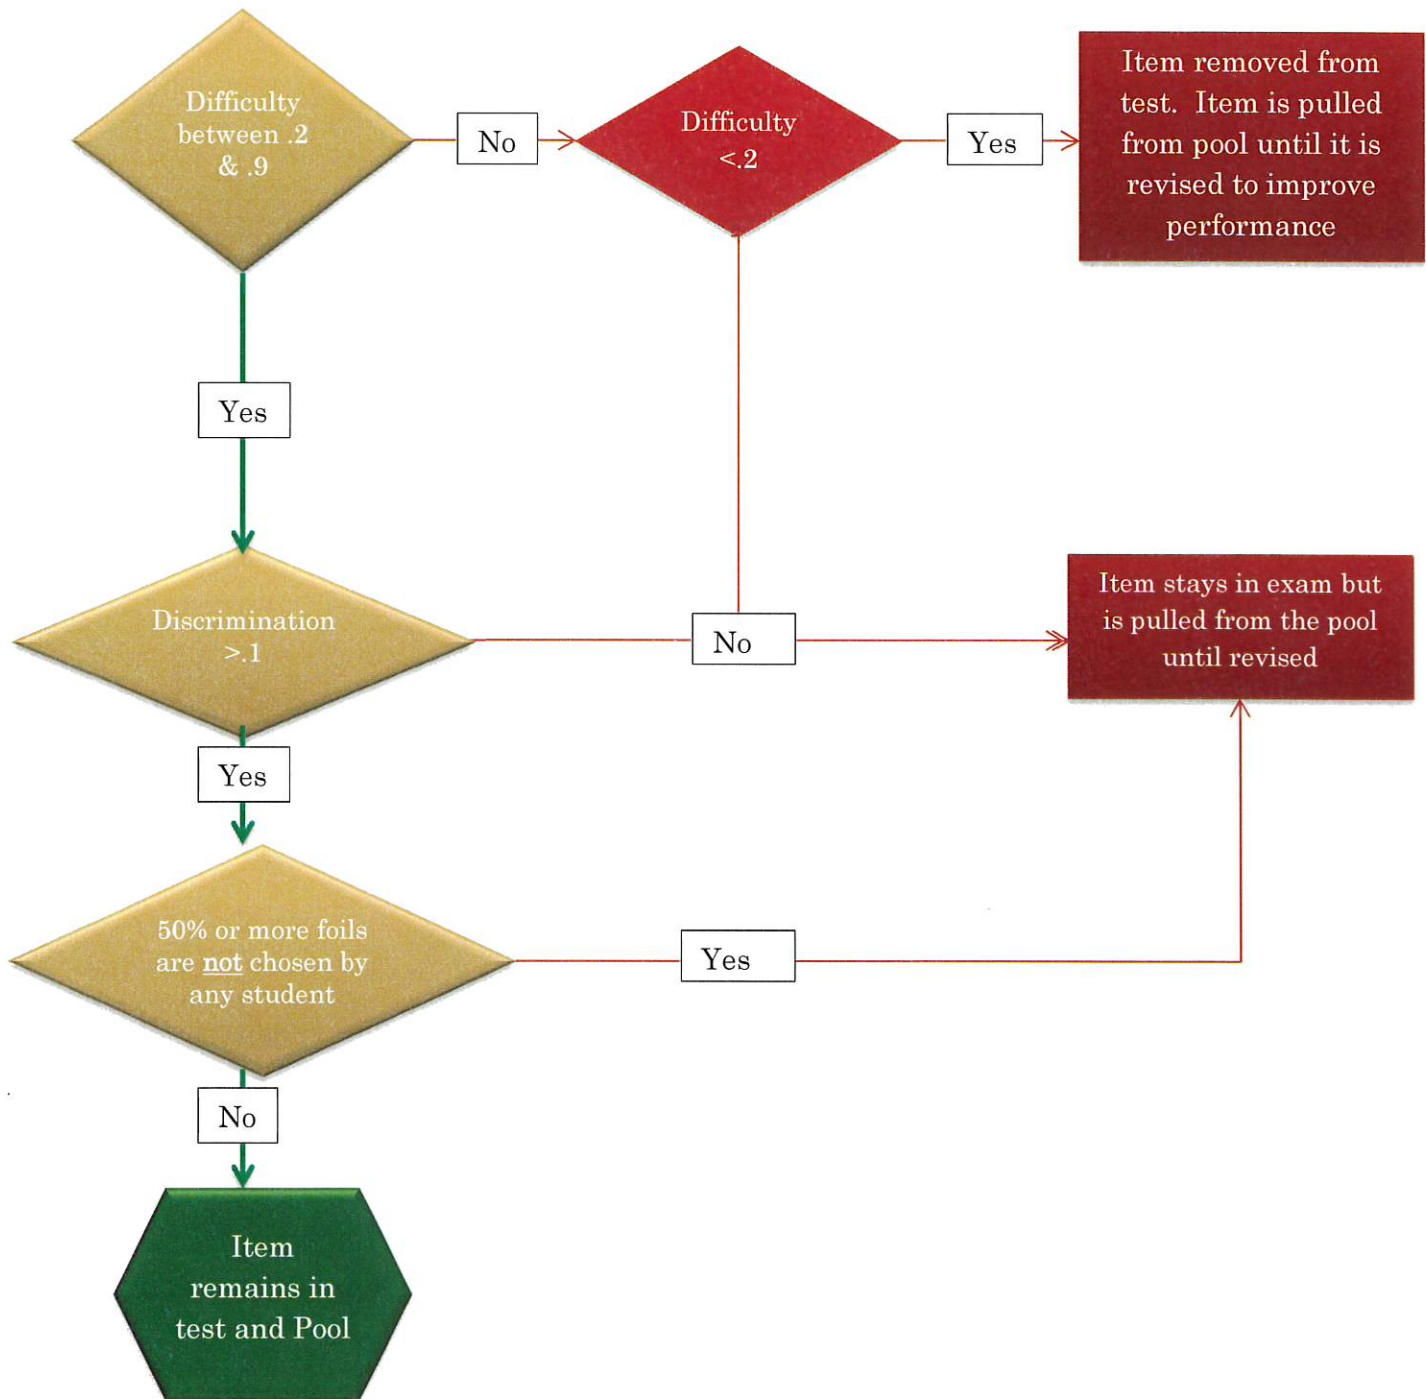 Difficulty
between .2
& .9
No
Difficulty
<.2
Yes
Item removed from
test. Item is pulled
from pool until it is
revised to improve
performance
Yes
Discrimination
>.1
No
Item stays in exam but
is pulled from the pool
until revised
Yes
50% or more foils
are not chosen by
any student
Yes
No
Item
remains in
test and Pool